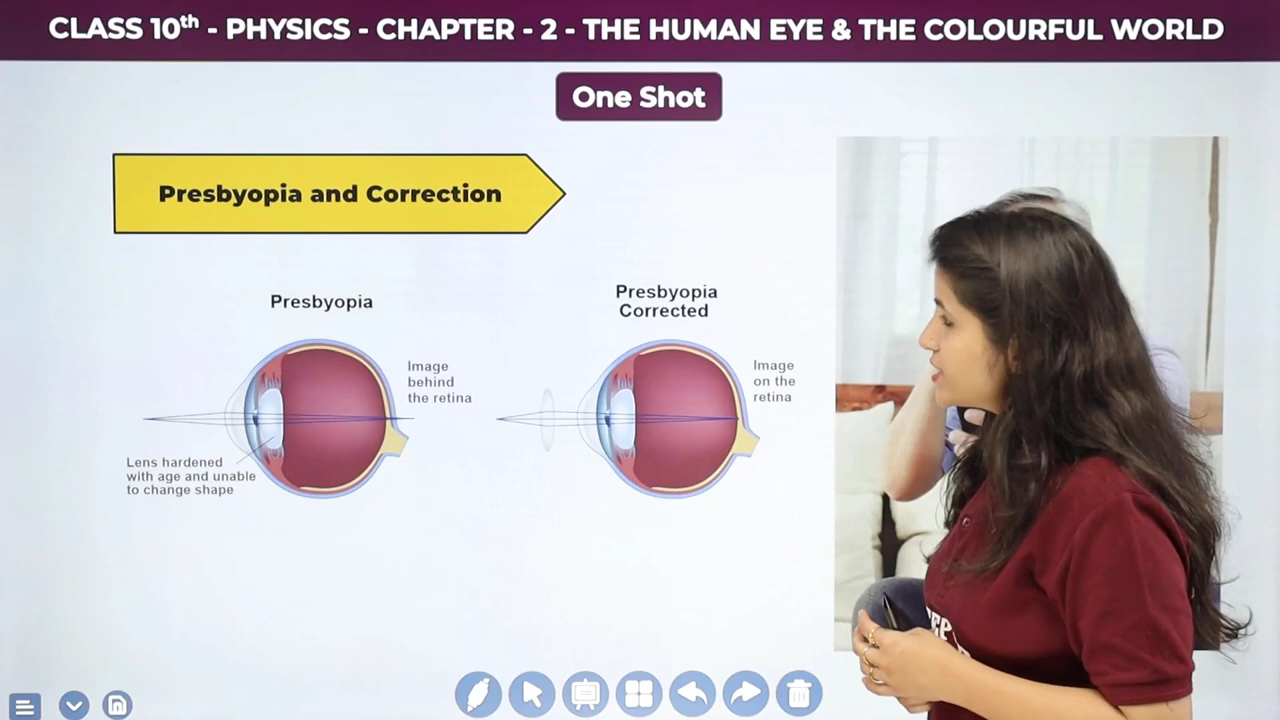 CLASS 10th - PHYSICS - CHAPTER - 2 - THE HUMAN EYE & THE COLOURFUL WORLD
One Shot
Presbyopia and Correction
Presbyopia
Image
behind
the retina
Lens hardened
with age and unable
to change shape
Presbyopia
Corrected
Image
on the
retina